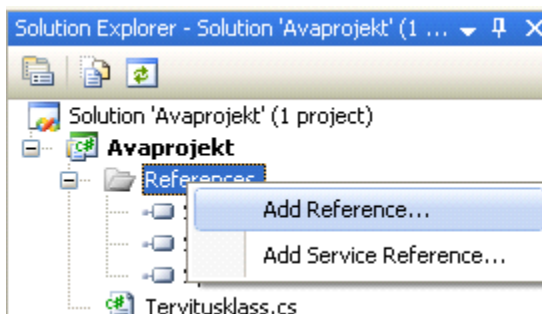 Solution Explorer - Solution 'Avaprojekt' (1 ...
Solution 'Avaprojekt' (1 project)
Avaprojekt
References
Add Reference...
Add Service Reference...
Tervitusklass.cs